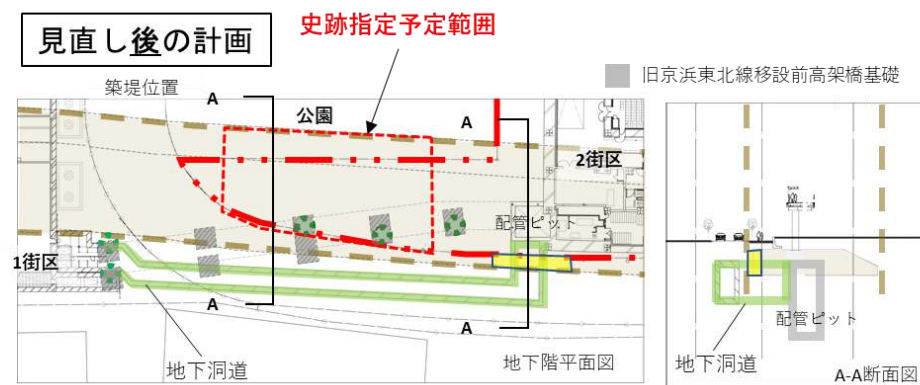 見直し後の計画
史跡指定予定範囲
旧京浜東北線移設前高架橋基礎
築堤位置
A
公園
A
2街区
配管ピット
1街区
A
A
地下洞道
地下階平面図
配管ピット
地下洞道
A-A断面図